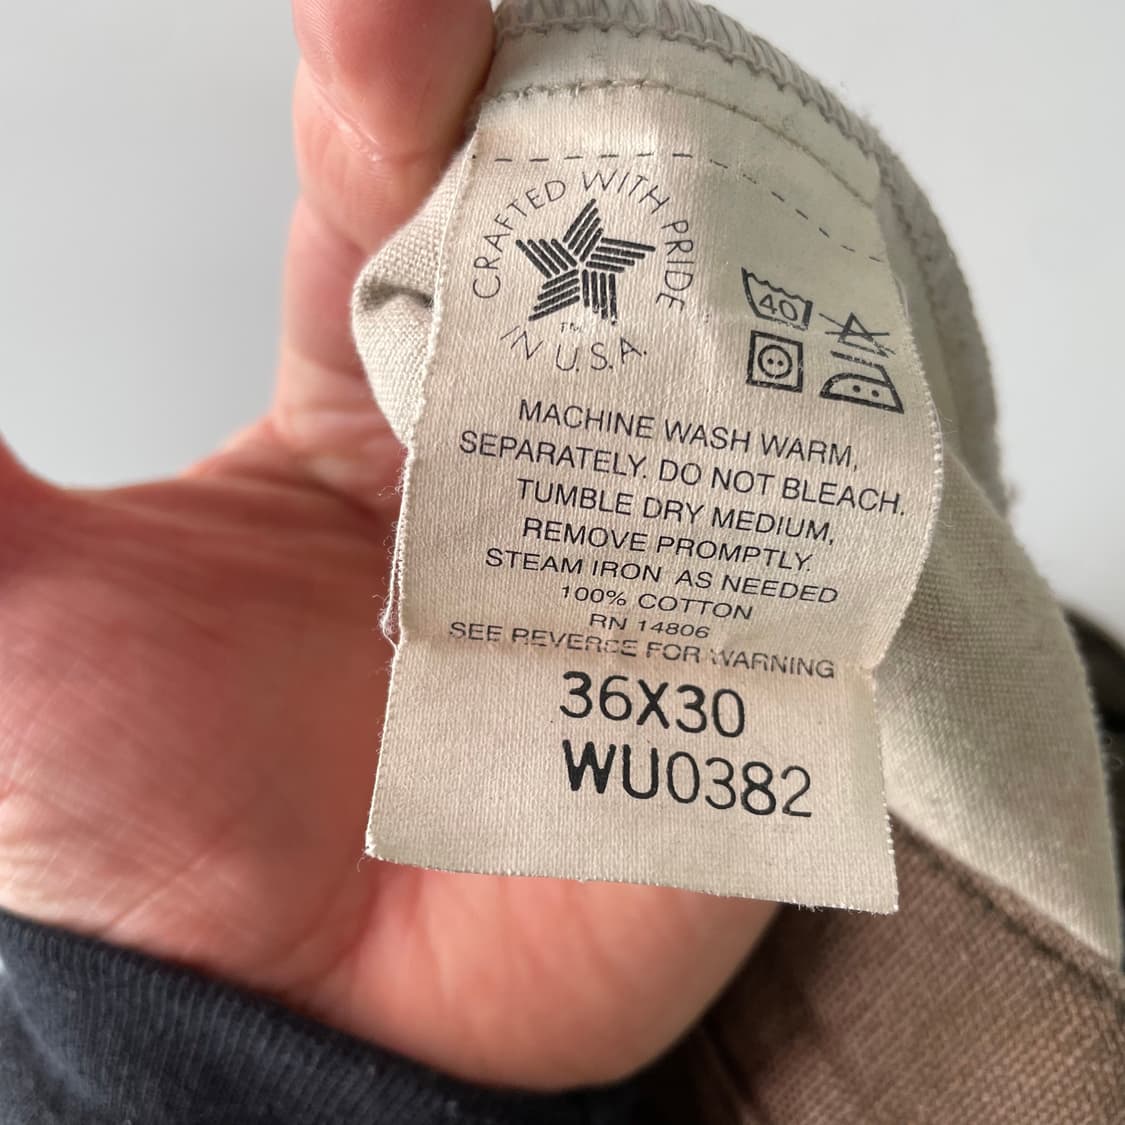 CRAFTED WITH PRIDE
IN U.S.A.
TM
40
MACHINE WASH WARM,
SEPARATELY. DO NOT BLEACH.
TUMBLE DRY MEDIUM,
REMOVE PROMPTLY.
STEAM IRON AS NEEDED
100% COTTON
RN 14806
SEE REVERSE FOR WARNING
36X30
WU0382